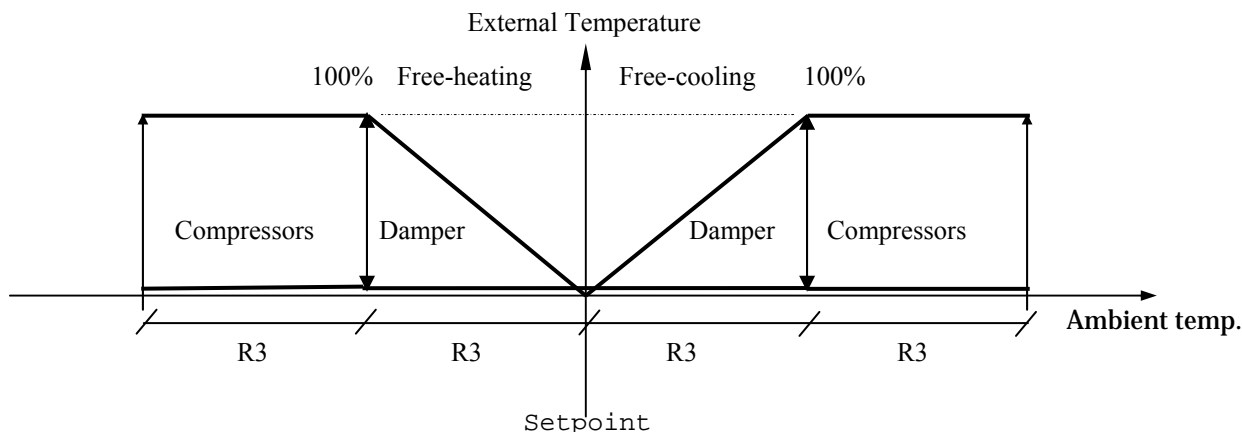 External Temperature
100% Free-heating Free-cooling 100%
Compressors Damper Damper Compressors
Ambient temp.
R3 R3 R3 R3
Setpoint